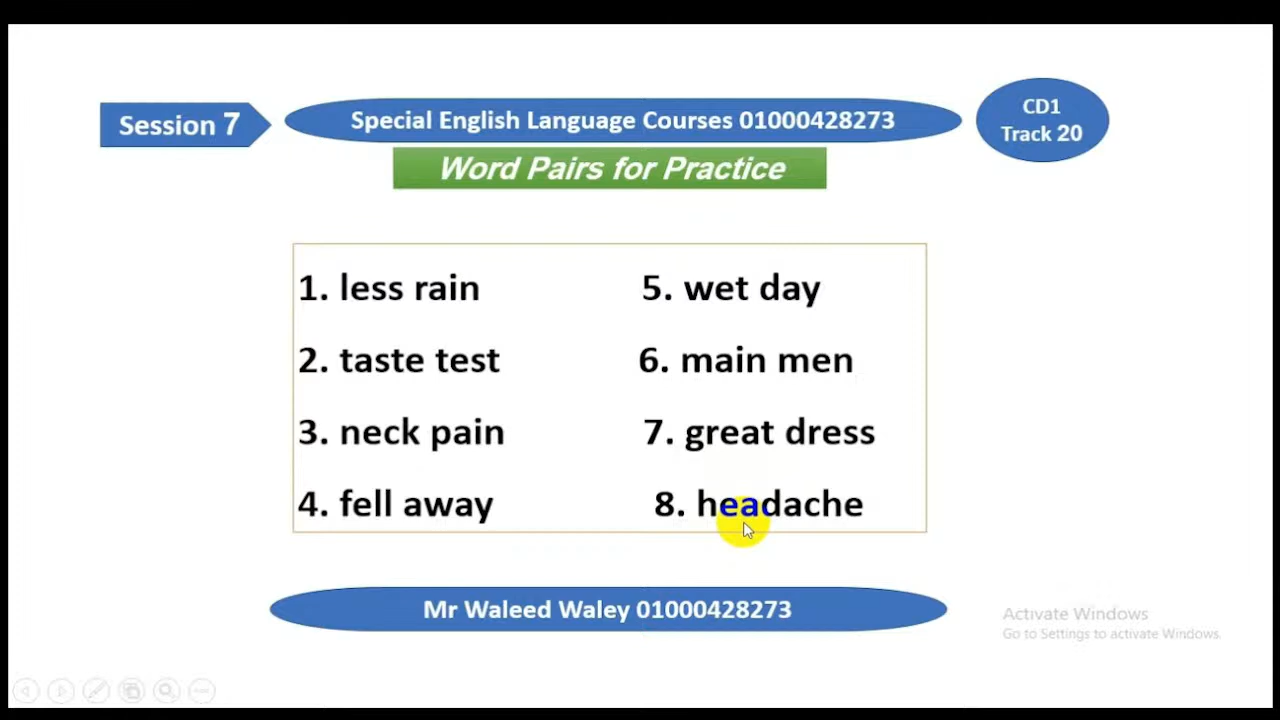 Session 7
Special English Language Courses 01000428273
CD1
Track 20
Word Pairs for Practice
1. less rain
2. taste test
3. neck pain
4. fell away
5. wet day
6. main men
7. great dress
8. headache
Mr Waleed Waley 01000428273
Activate Windows
Go to Settings to activate Windows.